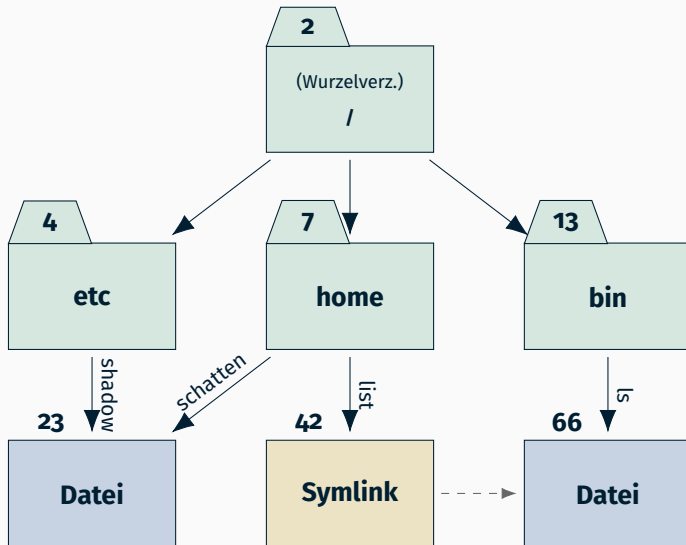 2
(Wurzelverz.)
/
4
7
13
etc
home
bin
shadow
schatten
list
ls
23
42
66
Datei
Symlink
Datei